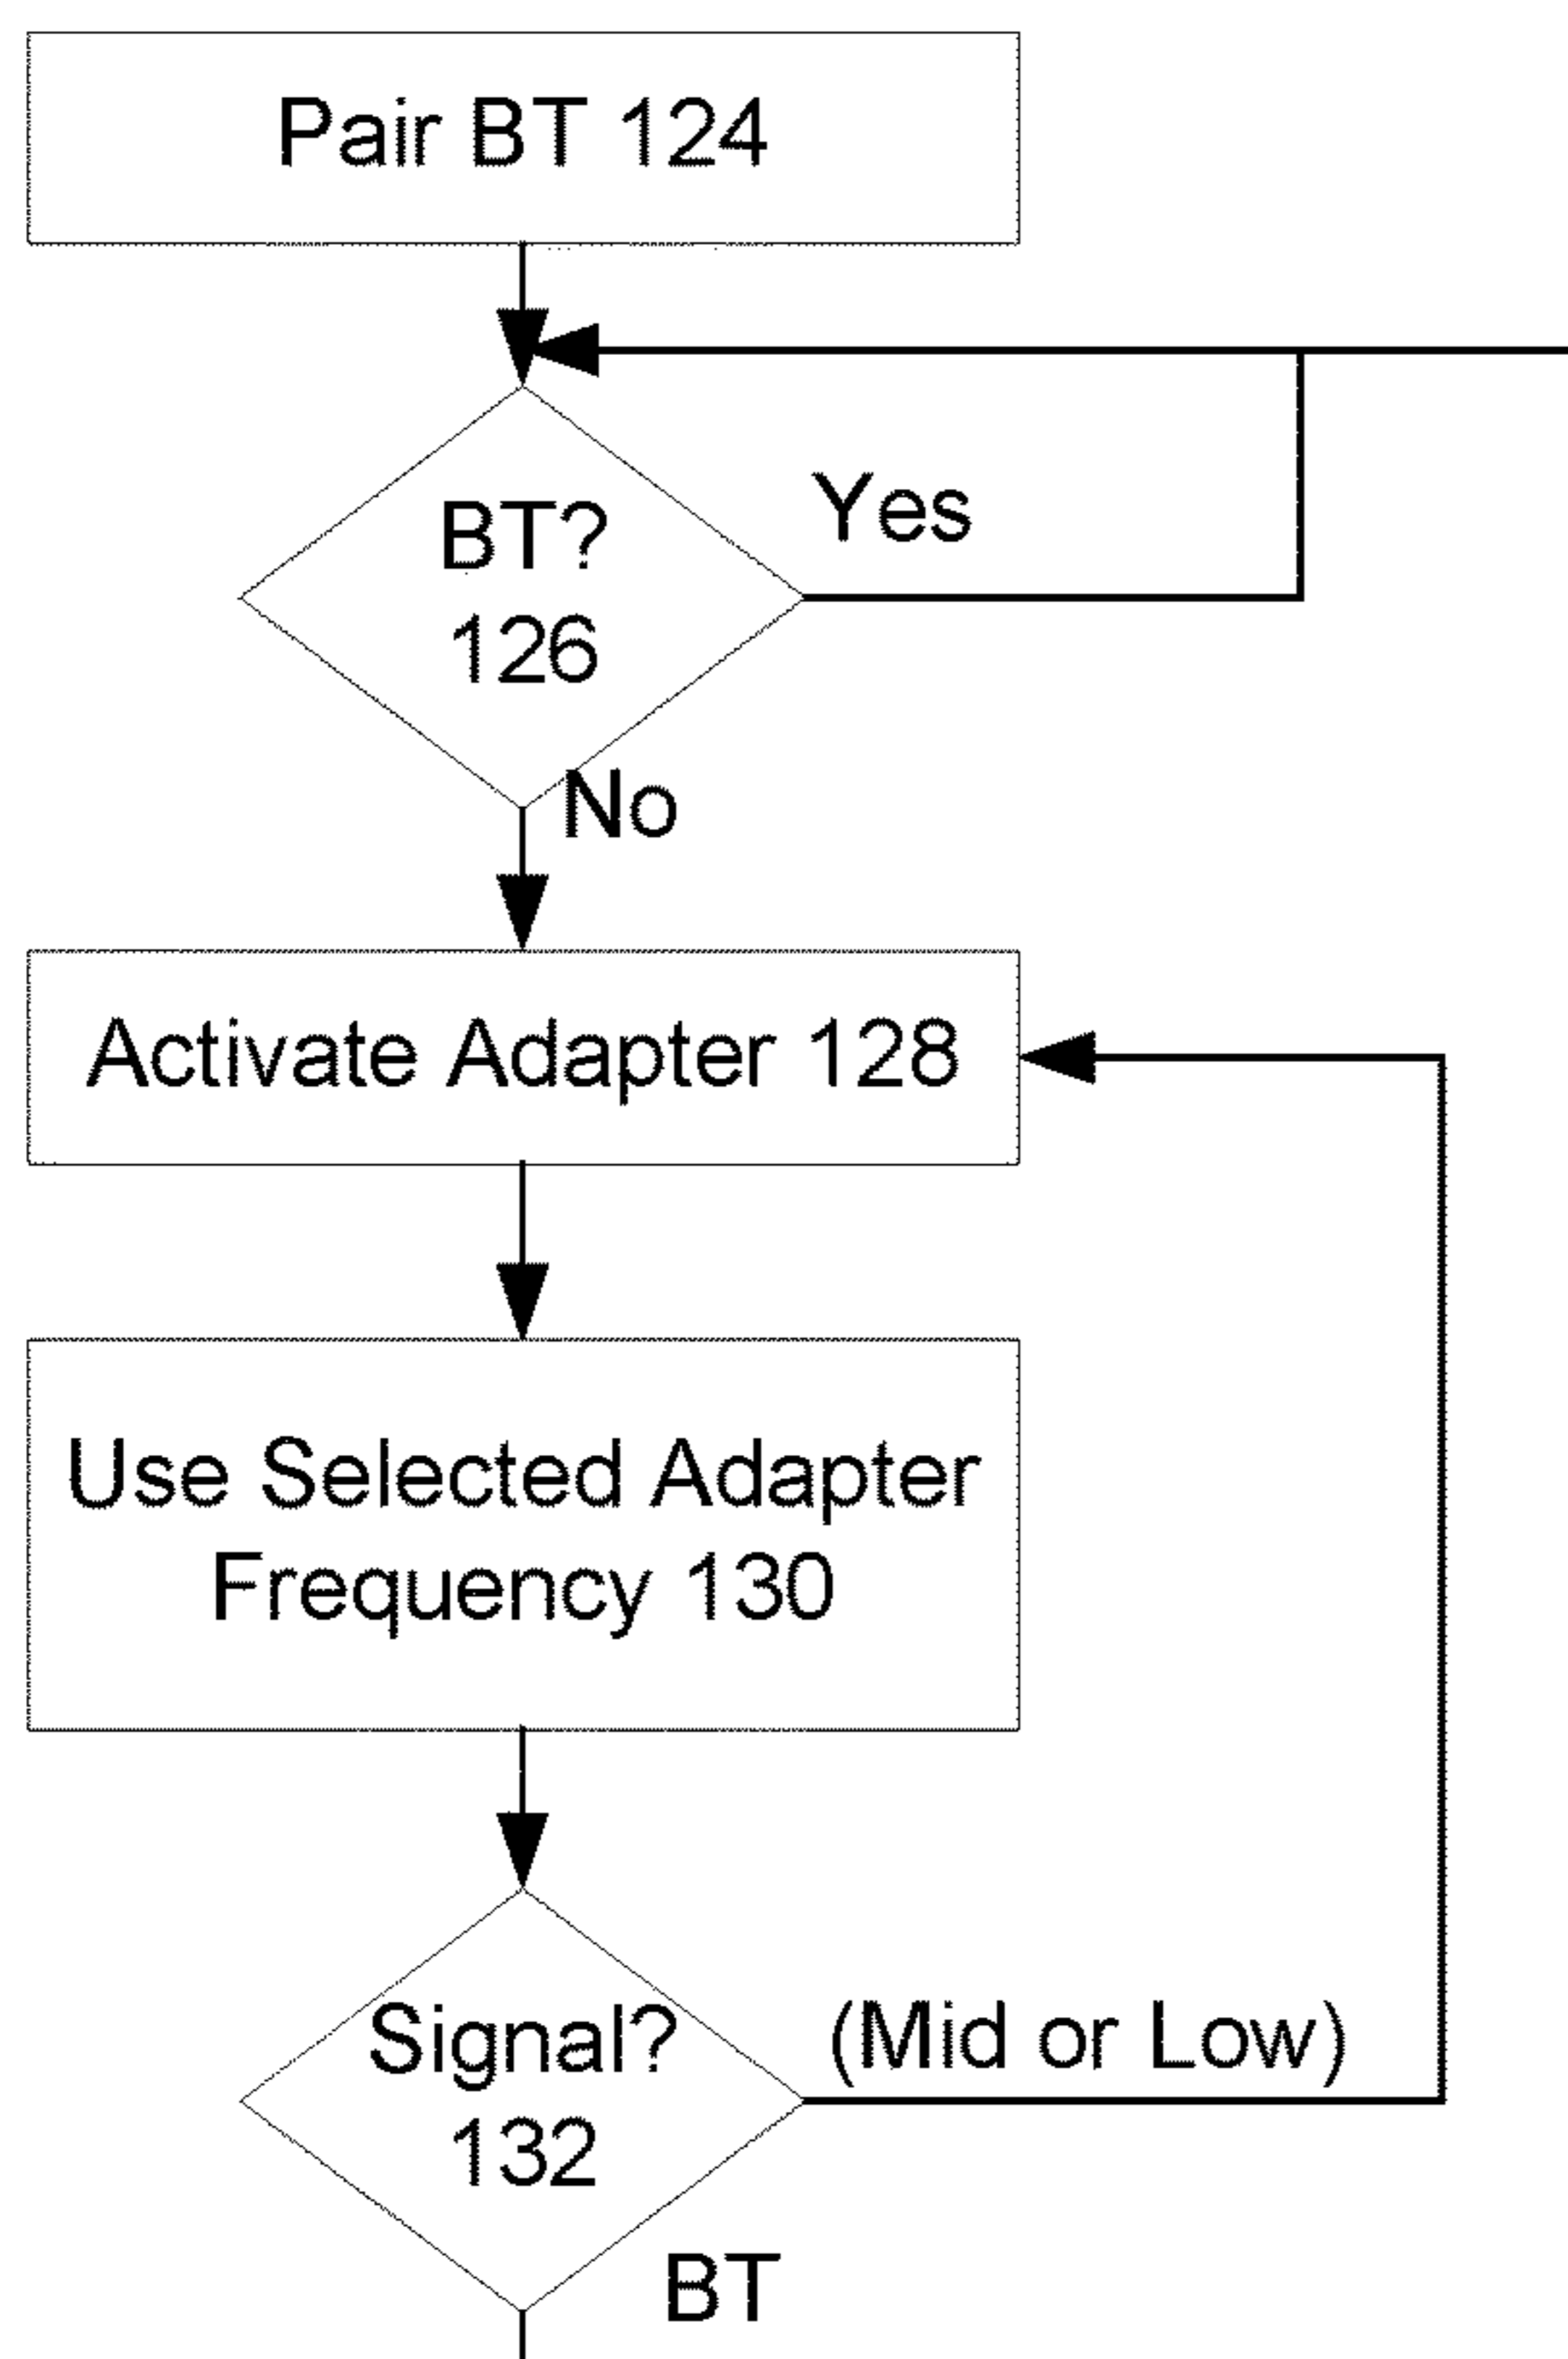 Pair BT 124
BT?
126
Yes
No
Activate Adapter 128
Use Selected Adapter
Frequency 130
Signal?
132
(Mid or Low)
BT